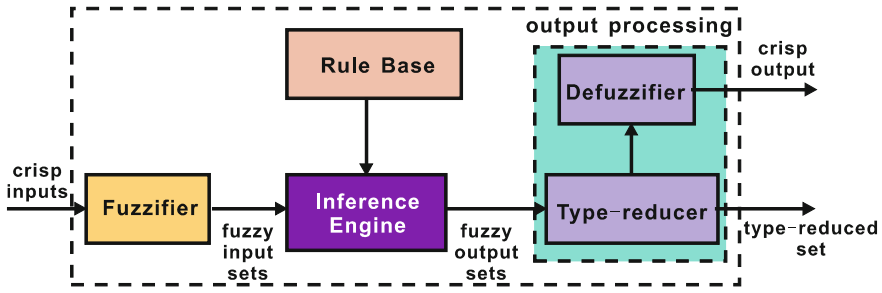 output processing
crisp
output
Rule Base
Defuzzifier
crisp
inputs
Fuzzifier
Inference
Engine
Type-reducer
fuzzy
input
sets
fuzzy
output
sets
type-reduced
set